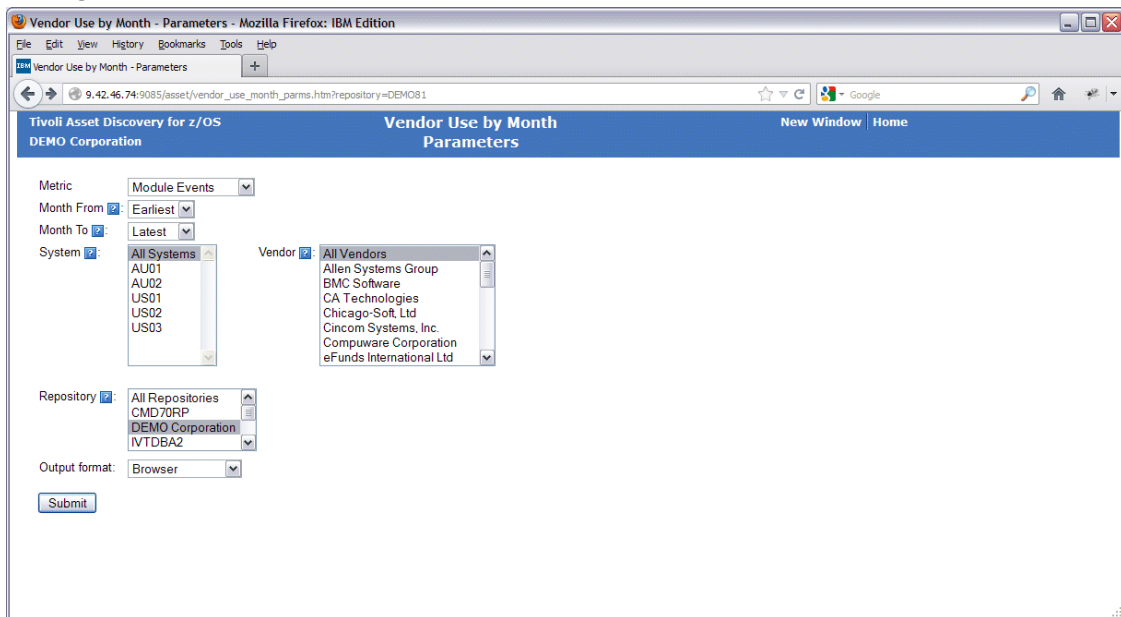 Vendor Use by Month - Parameters - Mozilla Firefox: IBM Edition
File Edit View History Bookmarks Tools Help
IBM Vendor Use by Month - Parameters +
9.42.46.74:9085/asset/vendor_use_month_parms.htm?repository=DEMO81 Google
Tivoli Asset Discovery for z/OS Vendor Use by Month New Window Home
DEMO Corporation Parameters
Metric Module Events
Month From ?: Earliest
Month To ?: Latest
System ?: All Systems Vendor ?: All Vendors
AU01 Allen Systems Group
AU02 BMC Software
US01 CA Technologies
US02 Chicago-Soft, Ltd
US03 Cincom Systems, Inc.
Compuware Corporation
eFunds International Ltd
Repository ?: All Repositories
CMD70RP
DEMO Corporation
IVTDBA2
Output format: Browser
Submit